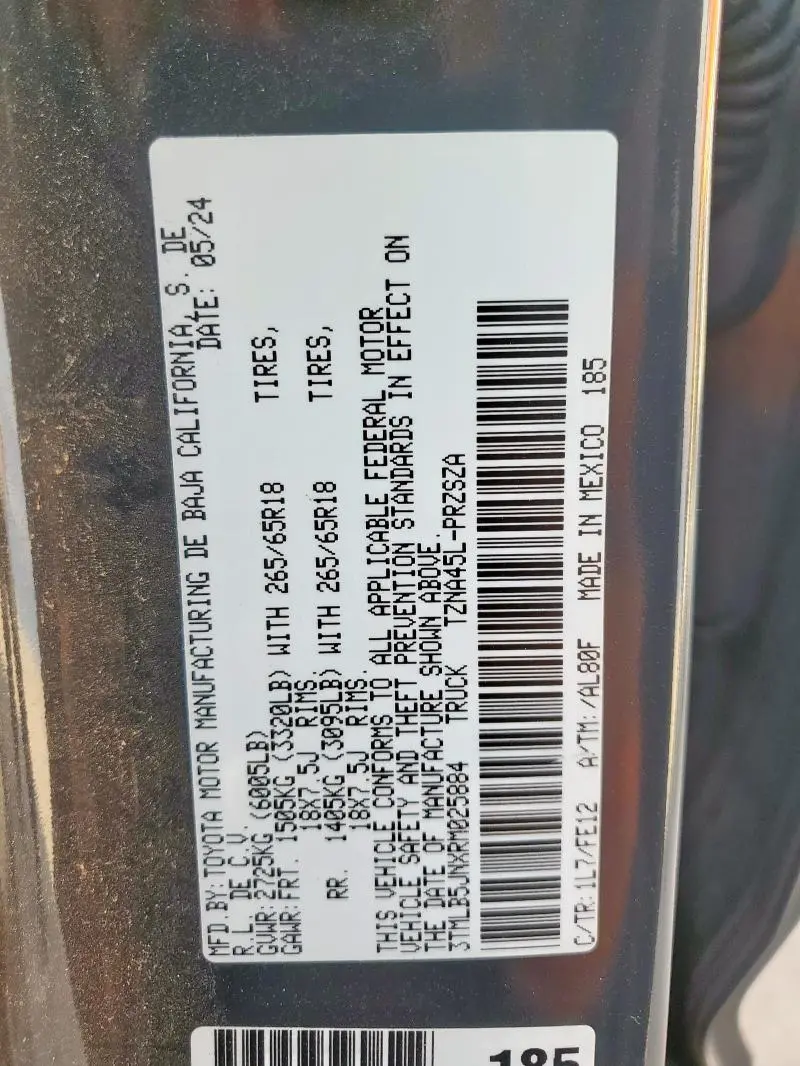 MFD.BY:TOYOTA MOTOR MANUFACTURING DE BAJA CALIFORNIA, S. DE
R.L. DE C.V. DATE: 05/24
GVWR: 2725KG (6005LB)
GAWR:FRT. 1505KG (3320LB) WITH 265/65R18 TIRES,
18X7.5J RIMS.
RR. 1405KG (3095LB) WITH 265/65R18 TIRES,
18X7.5J RIMS.
THIS VEHICLE CONFORMS TO ALL APPLICABLE FEDERAL MOTOR
VEHICLE SAFETY AND THEFT PREVENTION STANDARDS IN EFFECT ON
THE DATE OF MANUFACTURE SHOWN ABOVE.
3TMLB5JNXRM025884 TRUCK TZNA45L-PRZSZA
C/TR:1L7/FE12 A/TM:/AL80F MADE IN MEXICO 185
185